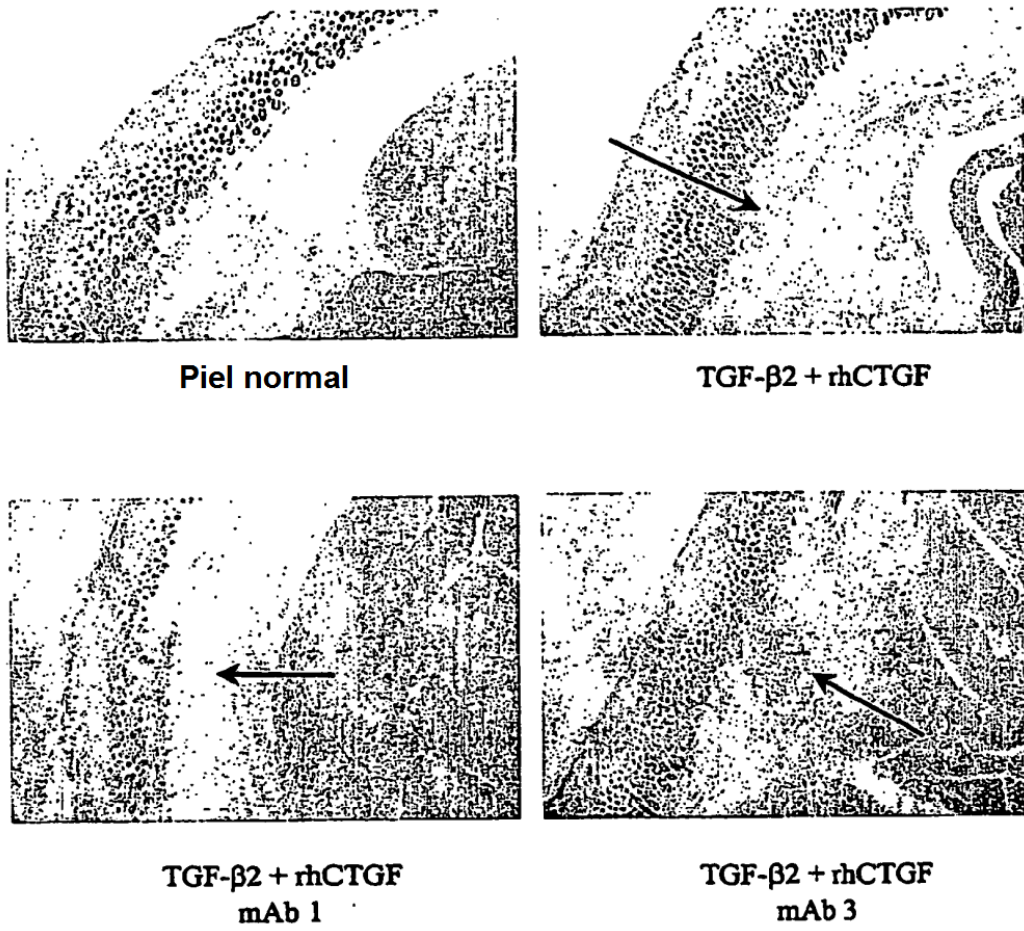 Piel normal
TGF-β2 + rhCTGF
TGF-β2 + rhCTGF
mAb 1
TGF-β2 + rhCTGF
mAb 3